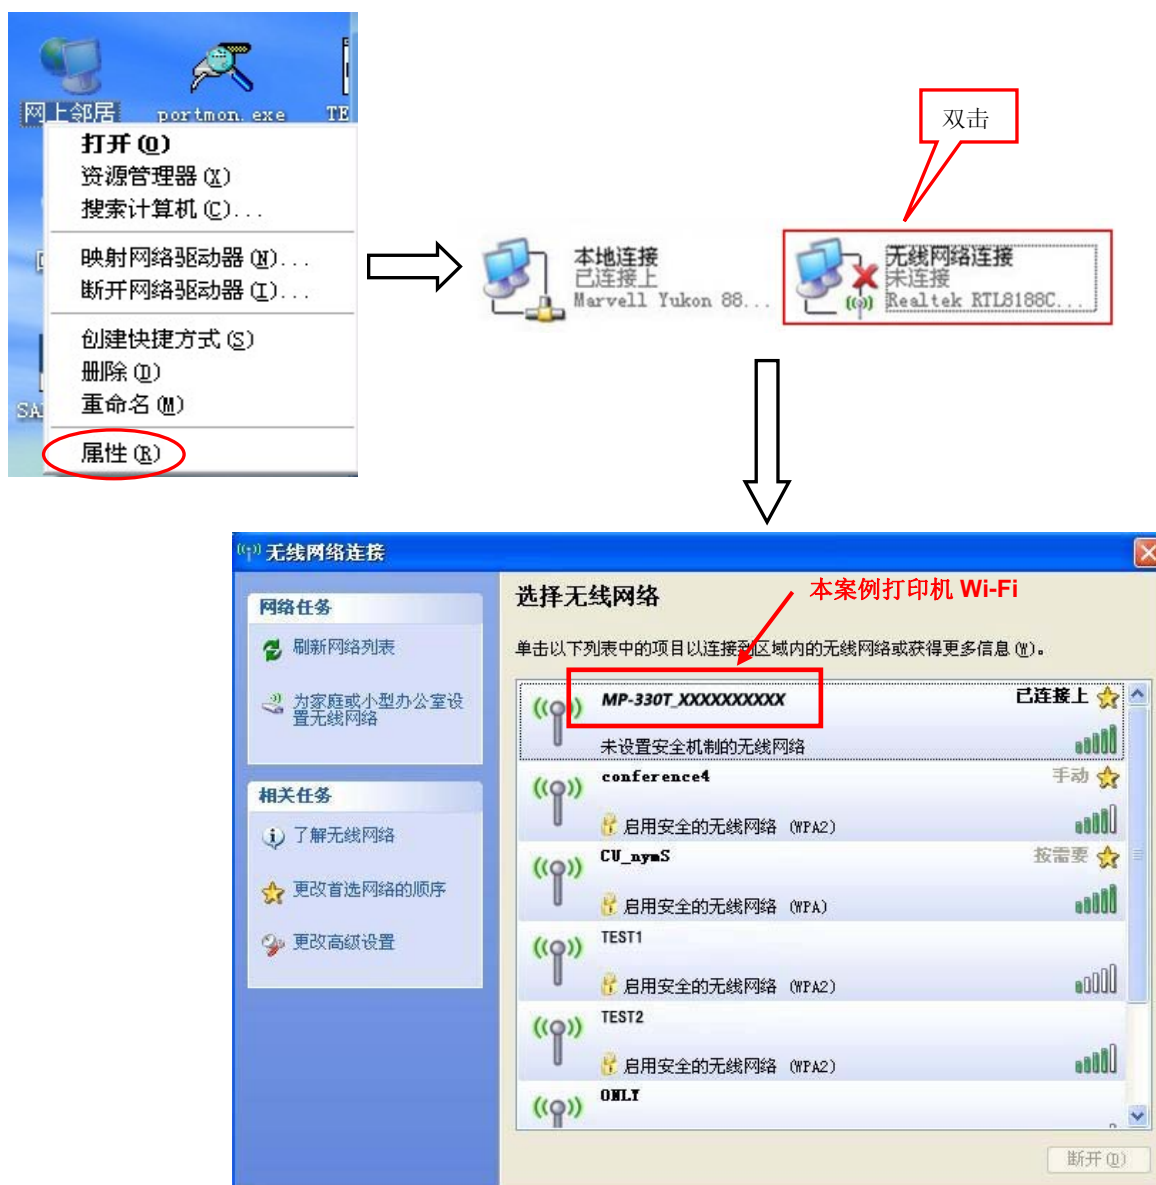 网上邻居
portmon.exe
TE
打开(O)
资源管理器(X)
搜索计算机(C)...
映射网络驱动器(N)...
断开网络驱动器(I)...
创建快捷方式(S)
删除(D)
重命名(M)
SA
属性(R)
双击
本地连接
已连接上
Marvell Yukon 88...
无线网络连接
未连接
Realtek RTL8188C...
无线网络连接
网络任务
刷新网络列表
为家庭或小型办公室设
置无线网络
相关任务
了解无线网络
更改首选网络的顺序
更改高级设置
选择无线网络
本案例打印机 Wi-Fi
单击以下列表中的项目以连接到区域内的无线网络或获得更多信息(W)。
MP-330T_XXXXXXXXXX
已连接上
未设置安全机制的无线网络
conference4
手动
启用安全的无线网络 (WPA2)
CU_nymS
按需要
启用安全的无线网络 (WPA)
TEST1
启用安全的无线网络 (WPA2)
TEST2
启用安全的无线网络 (WPA2)
ONLY
断开(D)